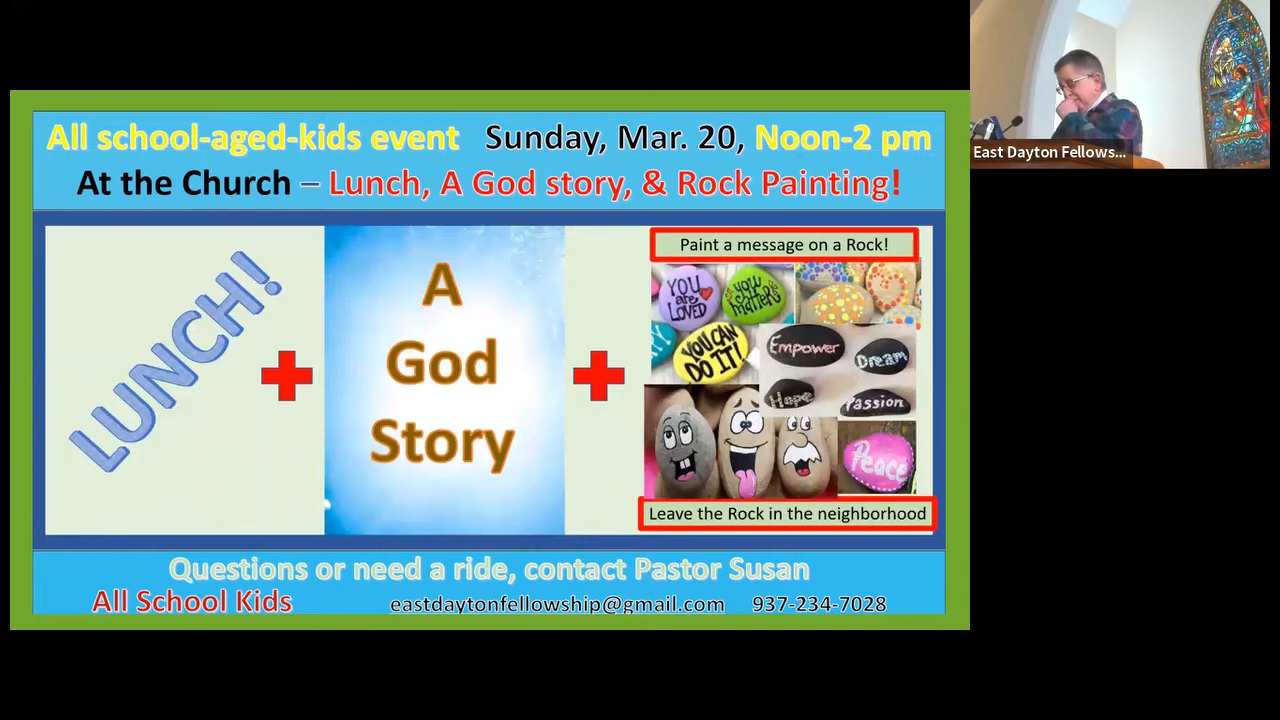 All school-aged-kids event Sunday, Mar. 20, Noon-2 pm
At the Church – Lunch, A God story, & Rock Painting!
LUNCH!
A
God
Story
Paint a message on a Rock!
YOU
are
LOVED
you
matter
YOU CAN
DO IT!
Empower
Dream
Hope
Passion
Peace
Leave the Rock in the neighborhood
Questions or need a ride, contact Pastor Susan
All School Kids eastdaytonfellowship@gmail.com 937-234-7028
East Dayton Fellows...